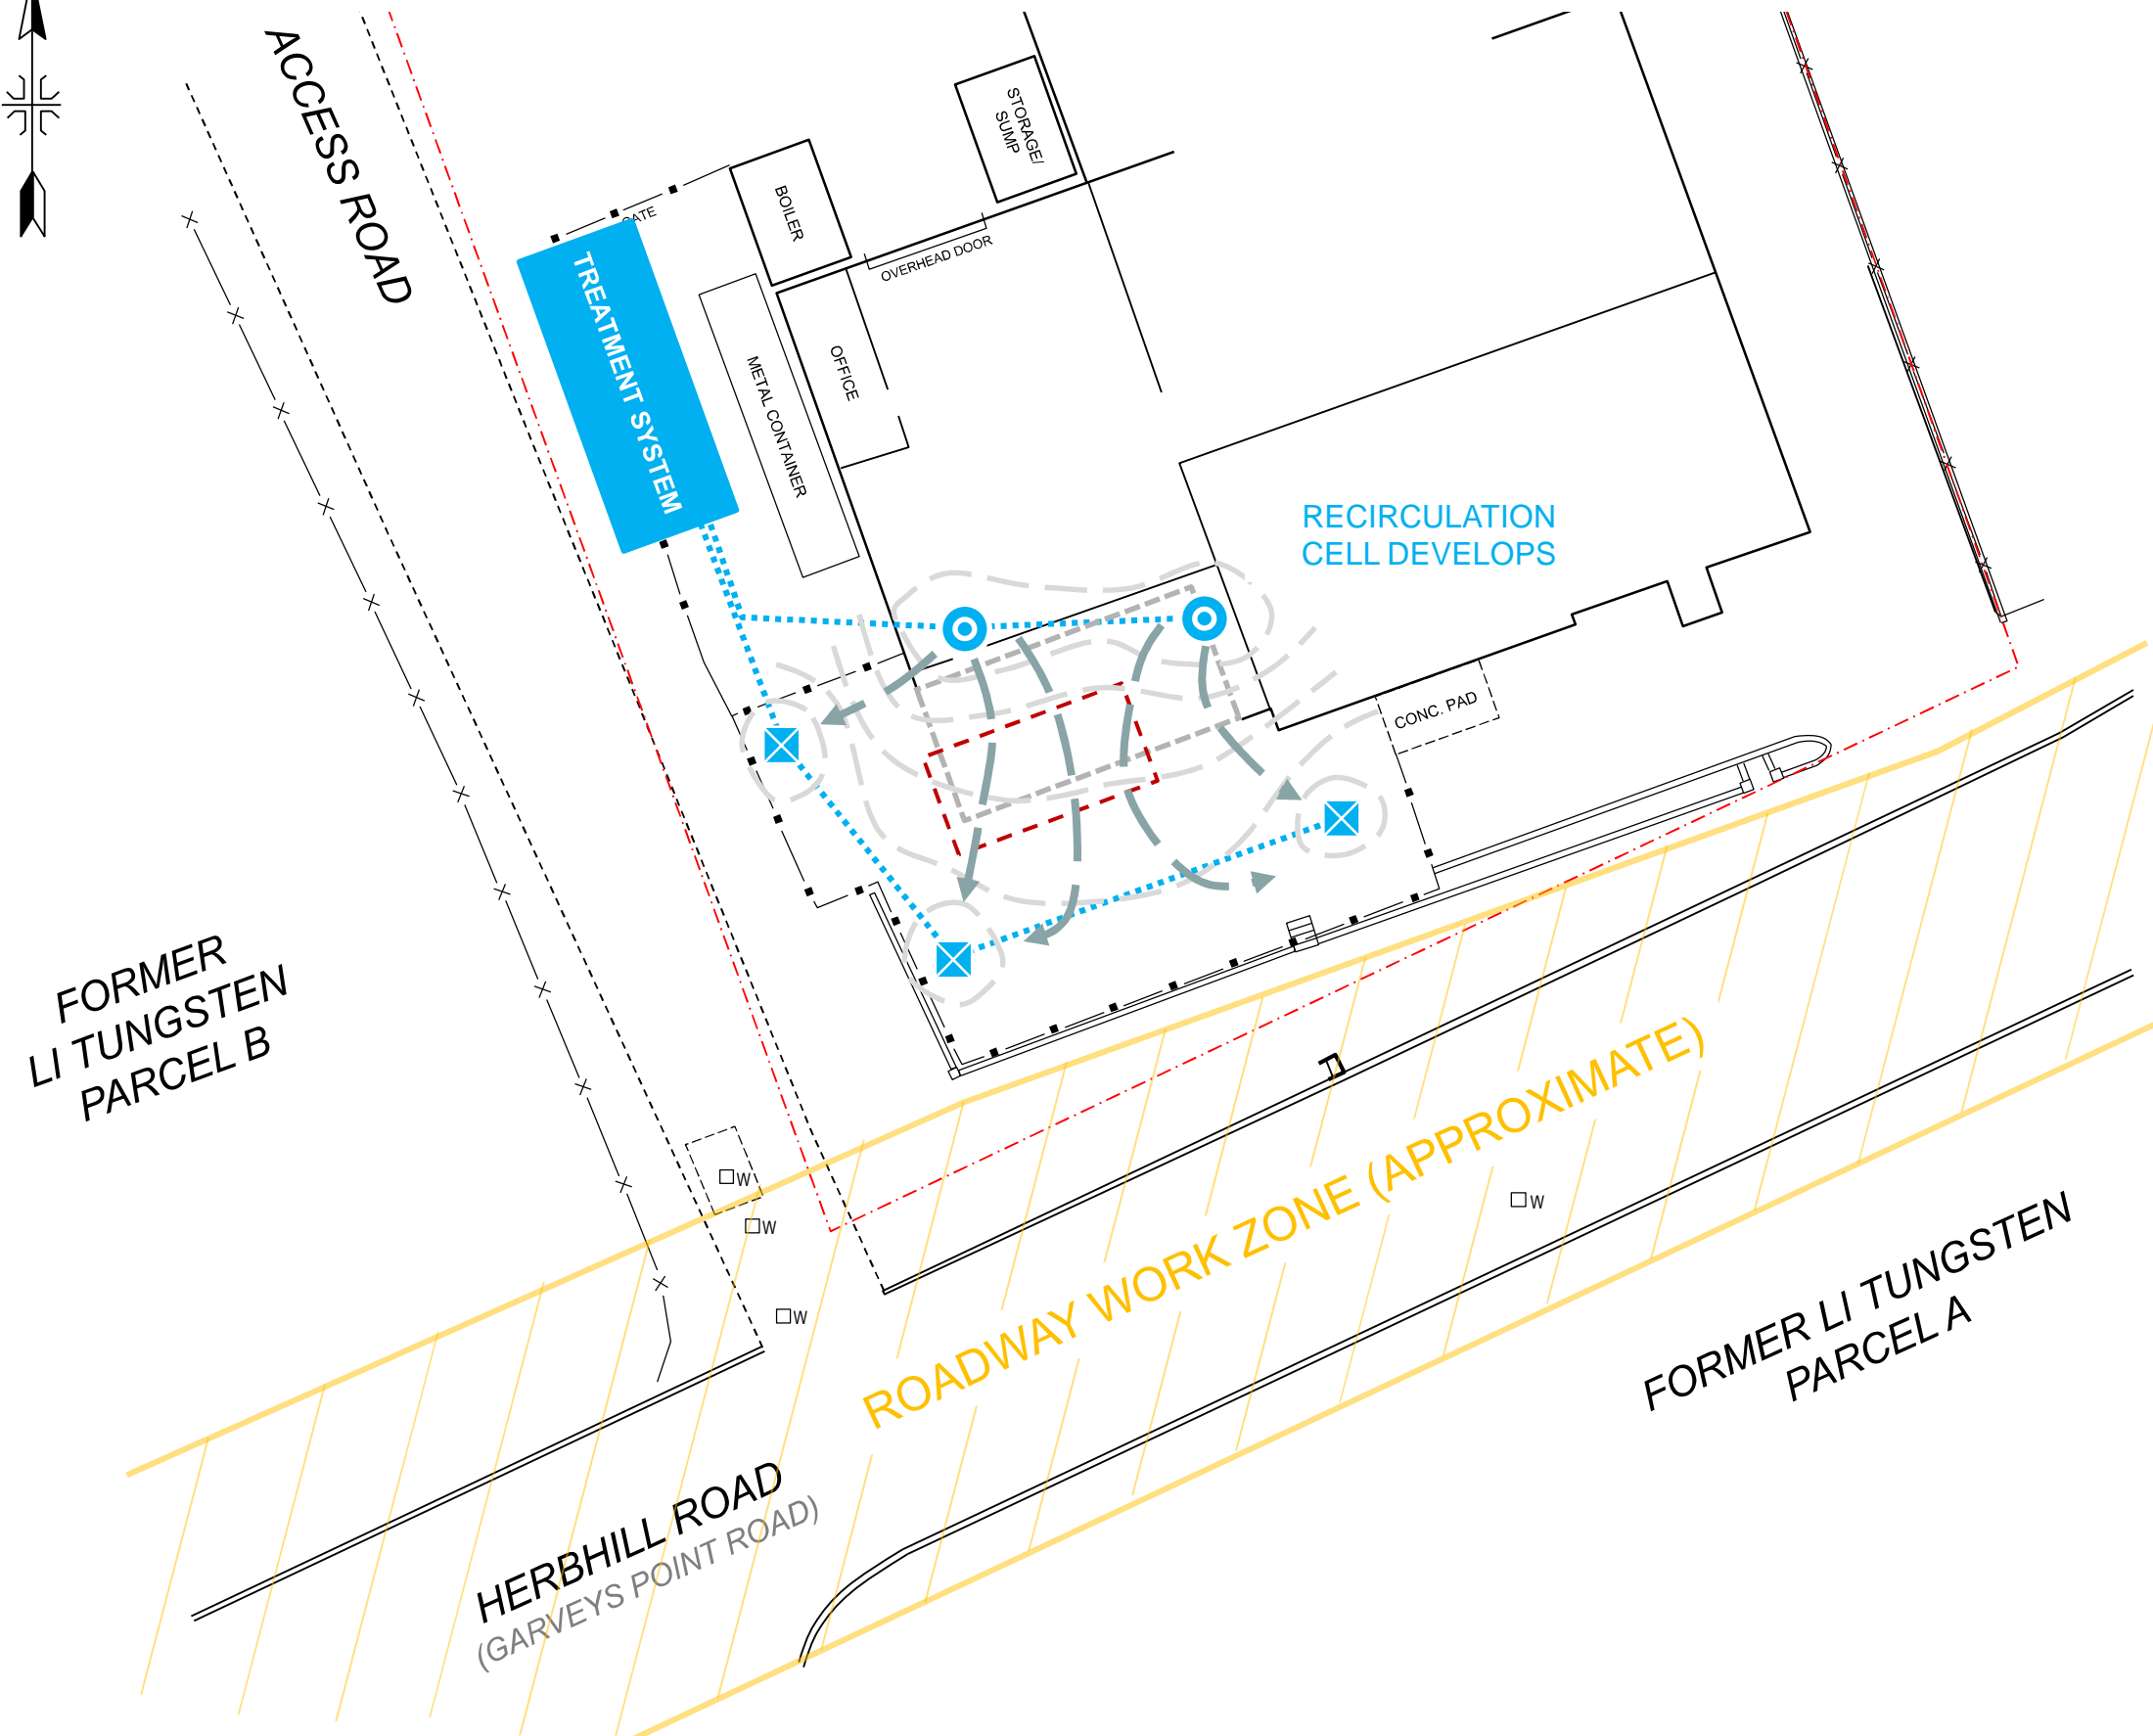 ACCESS ROAD
STORAGE/
SUMP
BOILER
GATE
OVERHEAD DOOR
TREATMENT SYSTEM
METAL CONTAINER
OFFICE
RECIRCULATION
CELL DEVELOPS
CONC. PAD
FORMER
LI TUNGSTEN
PARCEL B
ROADWAY WORK ZONE (APPROXIMATE)
W
W
W
W
FORMER LI TUNGSTEN
PARCEL A
HERBHILL ROAD
(GARVEYS POINT ROAD)